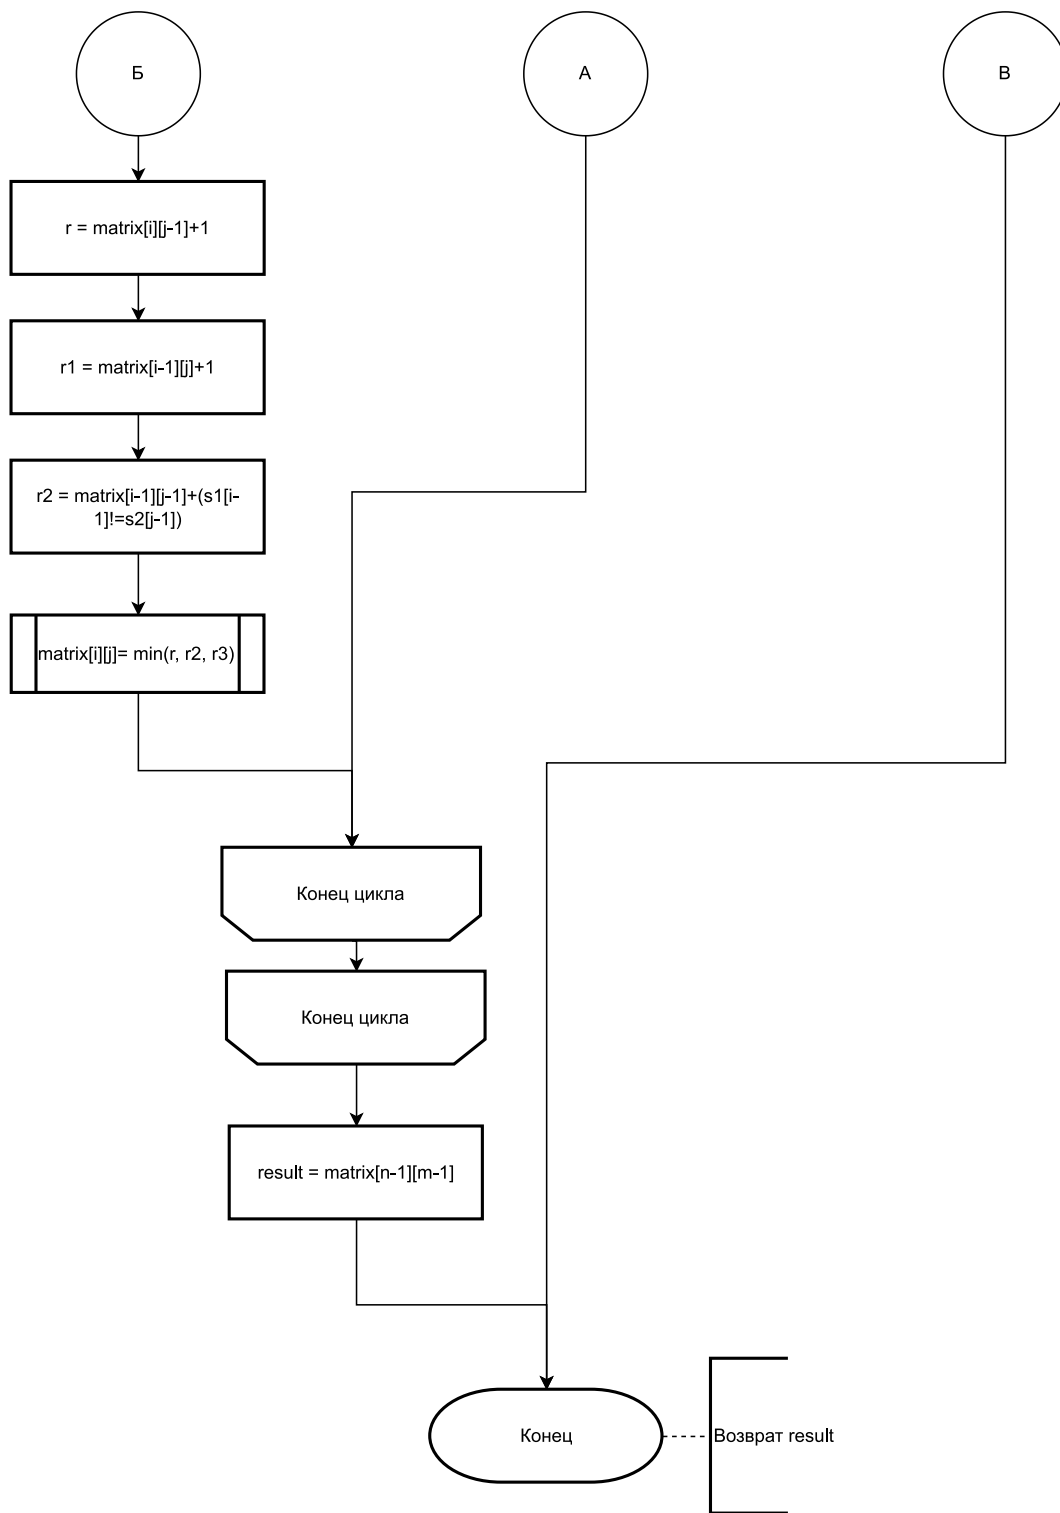 Б
А
В
r = matrix[i][j-1]+1
r1 = matrix[i-1][j]+1
r2 = matrix[i-1][j-1]+(s1[i-
1]!=s2[j-1])
matrix[i][j]= min(r, r2, r3)
Конец цикла
Конец цикла
result = matrix[n-1][m-1]
Конец
Возврат result